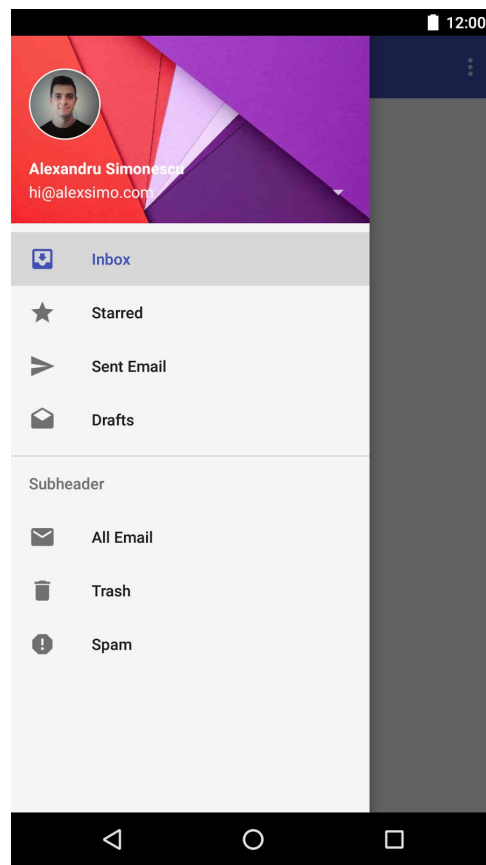 12:00
Alexandru Simonescu
hi@alexsimo.com
Inbox
Starred
Sent Email
Drafts
Subheader
All Email
Trash
Spam